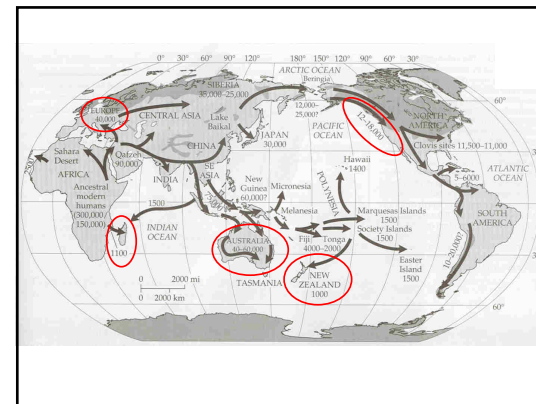 0° 30° 60° 90° 120° 180° 150° 120° 90° 60° 30°
ARCTIC OCEAN
Beringia
SIBERIA
35,000–25,000
60°
EUROPE
40,000
CENTRAL ASIA
Lake
Baikal
12,000–
25,000?
NORTH
AMERICA
12–18,000
PACIFIC
OCEAN
JAPAN
30,000
CHINA
30°
Clovis sites 11,500–11,000
Sahara
Desert
Qafzeh
90,000
AFRICA
INDIA
SE
ASIA
Hawaii
1400
ATLANTIC
OCEAN
5–6000
Ancestral
modern
humans
(300,000/
150,000)
New
Guinea
60,000?
Micronesia
POLYNESIA
Melanesia
Marquesas Islands
1500
Society Islands
1500
SOUTH
AMERICA
10–20,000?
1500
INDIAN
OCEAN
1100
AUSTRALIA
40–60,000
Fiji
Tonga
4000–2000
Easter
Island
1500
0 2000 mi
0 2000 km
TASMANIA
NEW
ZEALAND
1000
60°